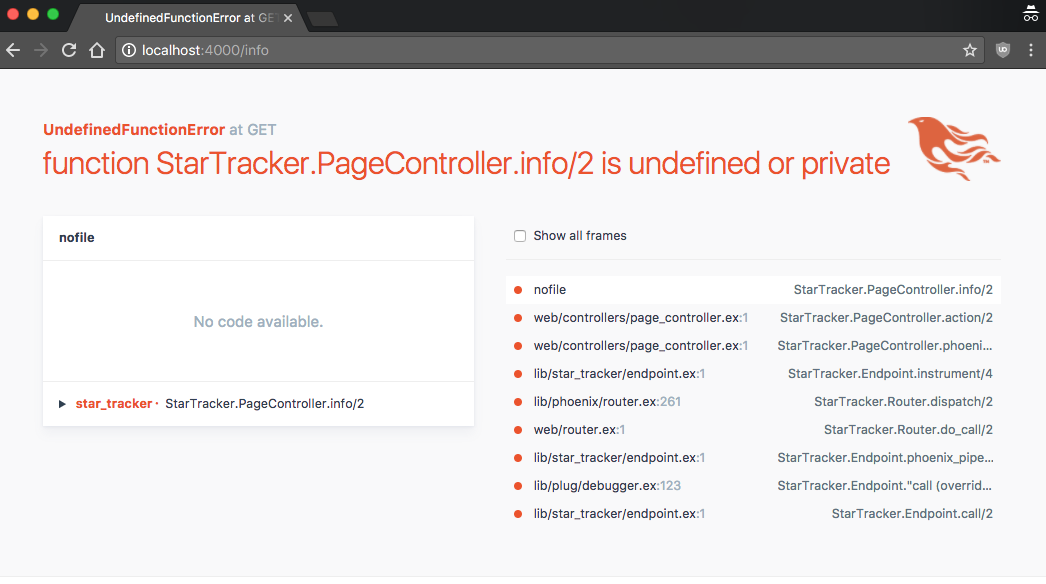 UndefinedFunctionError at GE
localhost:4000/info
UndefinedFunctionError at GET
function StarTracker.PageController.info/2 is undefined or private
nofile
No code available.
star_tracker · StarTracker.PageController.info/2
Show all frames
nofile StarTracker.PageController.info/2
web/controllers/page_controller.ex:1 StarTracker.PageController.action/2
web/controllers/page_controller.ex:1 StarTracker.PageController.phoeni...
lib/star_tracker/endpoint.ex:1 StarTracker.Endpoint.instrument/4
lib/phoenix/router.ex:261 StarTracker.Router.dispatch/2
web/router.ex:1 StarTracker.Router.do_call/2
lib/star_tracker/endpoint.ex:1 StarTracker.Endpoint.phoenix_pipe...
lib/plug/debugger.ex:123 StarTracker.Endpoint."call (overrid...
lib/star_tracker/endpoint.ex:1 StarTracker.Endpoint.call/2